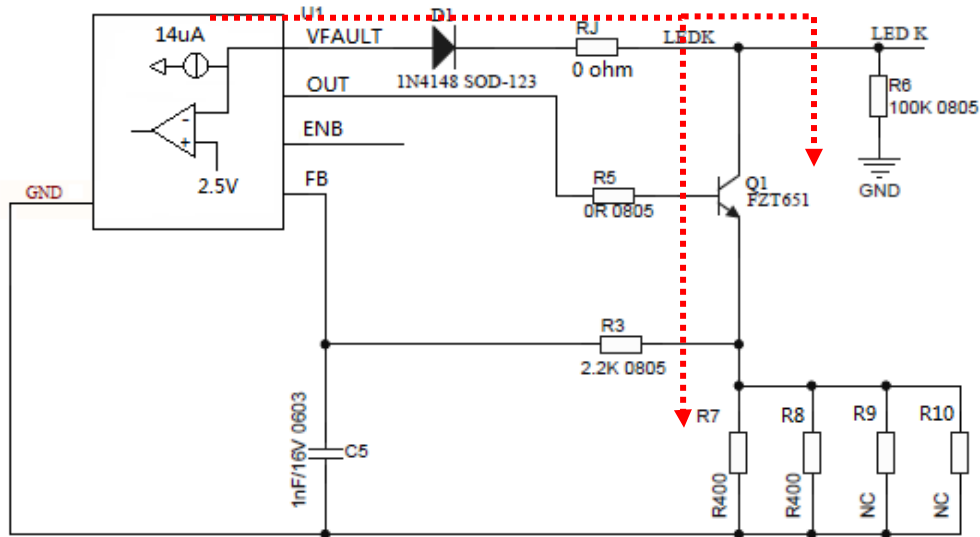 U1
D1
14uA
VFAULT
RJ
LEDK
LED K
0 ohm
OUT
1N4148 SOD-123
R6
100K 0805
-
+
ENB
2.5V
FB
GND
R5
0R 0805
Q1
FZT651
GND
R3
2.2K 0805
R7
R8
R9
R10
1nF/16V 0603
C5
R400
R400
NC
NC